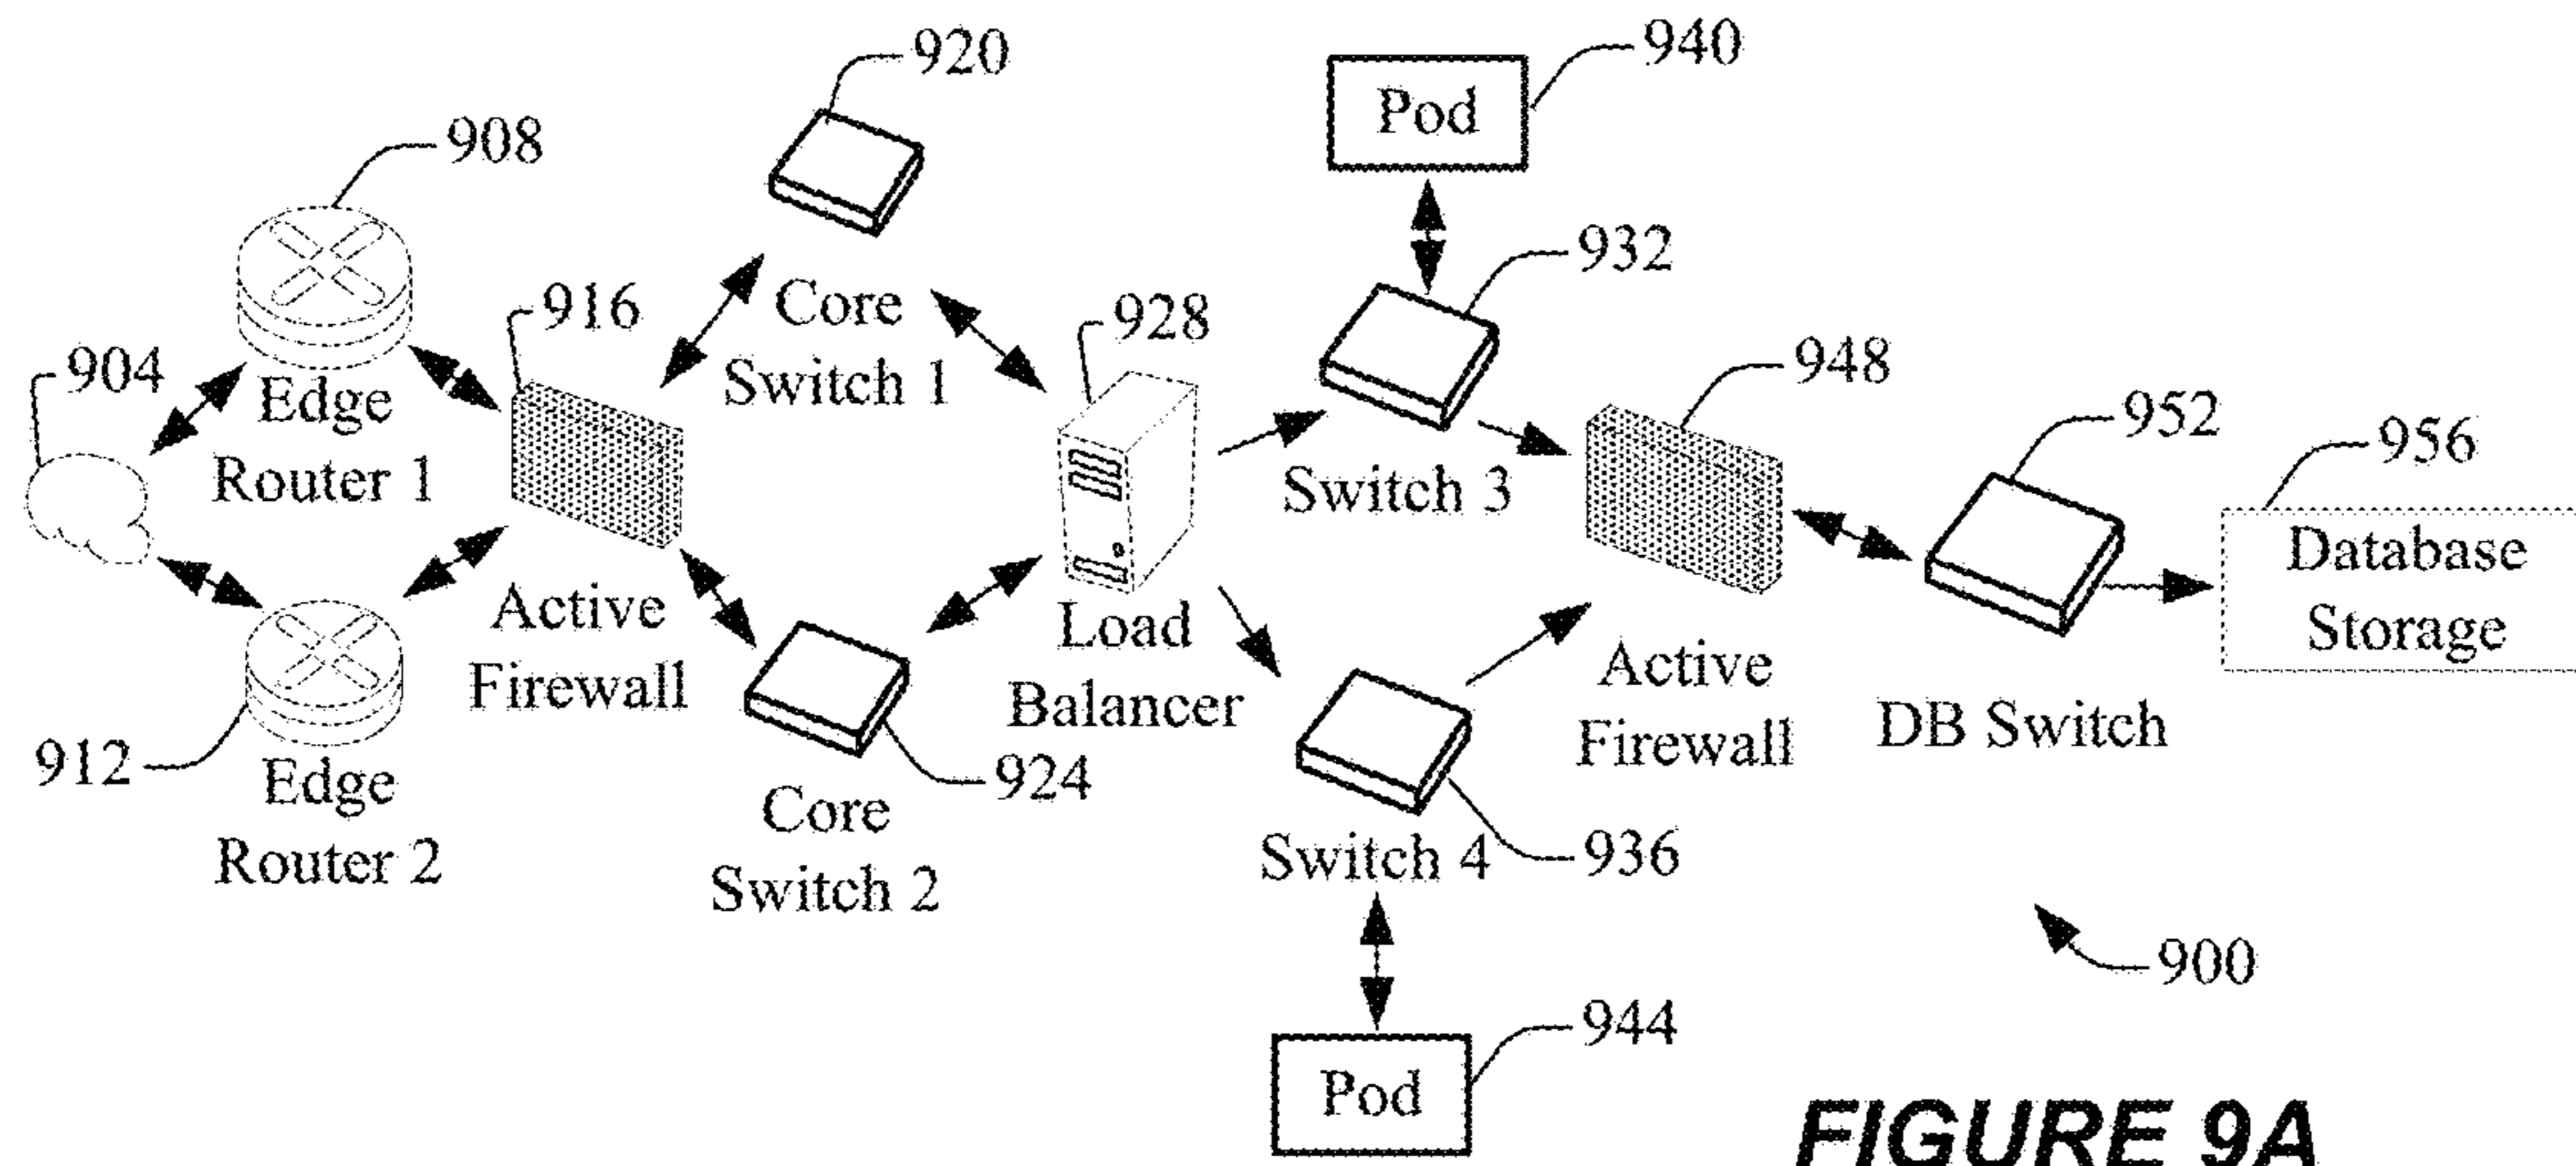 920
940
Pod
908
932
916
Core
Switch 1
928
948
904
Edge
Router 1
952
956
Switch 3
Database
Storage
Active
Firewall
Load
Balancer
Active
Firewall
DB Switch
912
Edge
Router 2
924
Core
Switch 2
Switch 4
936
900
944
Pod
FIGURE 9A